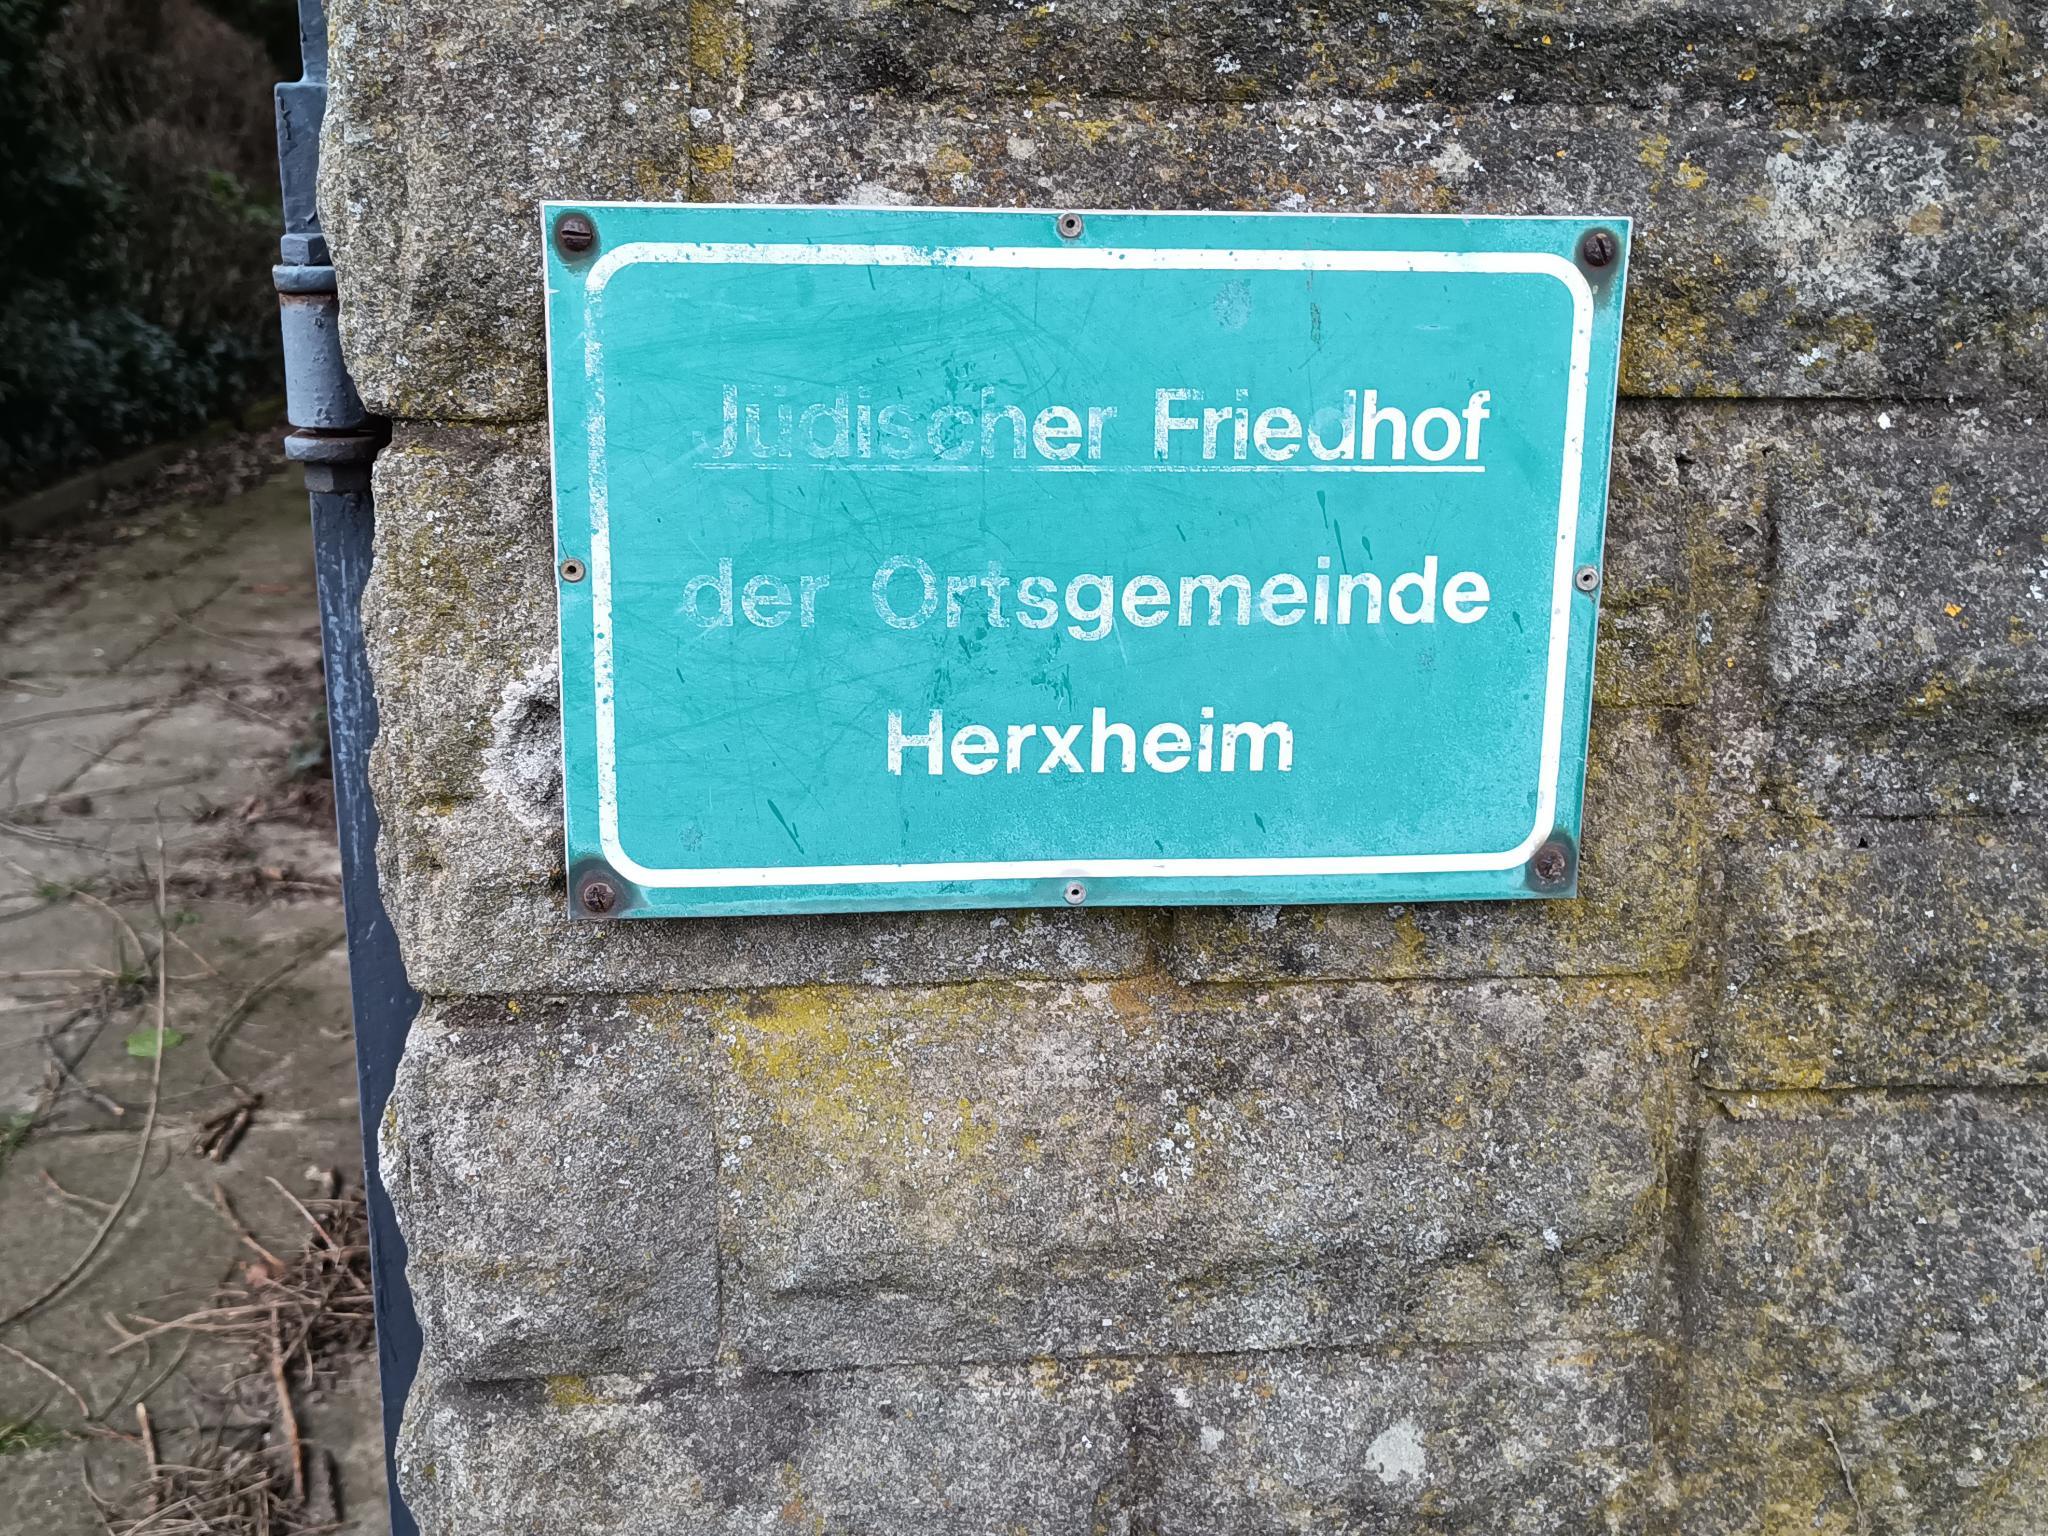 Jüdischer Friedhof
der Ortsgemeinde
Herxheim